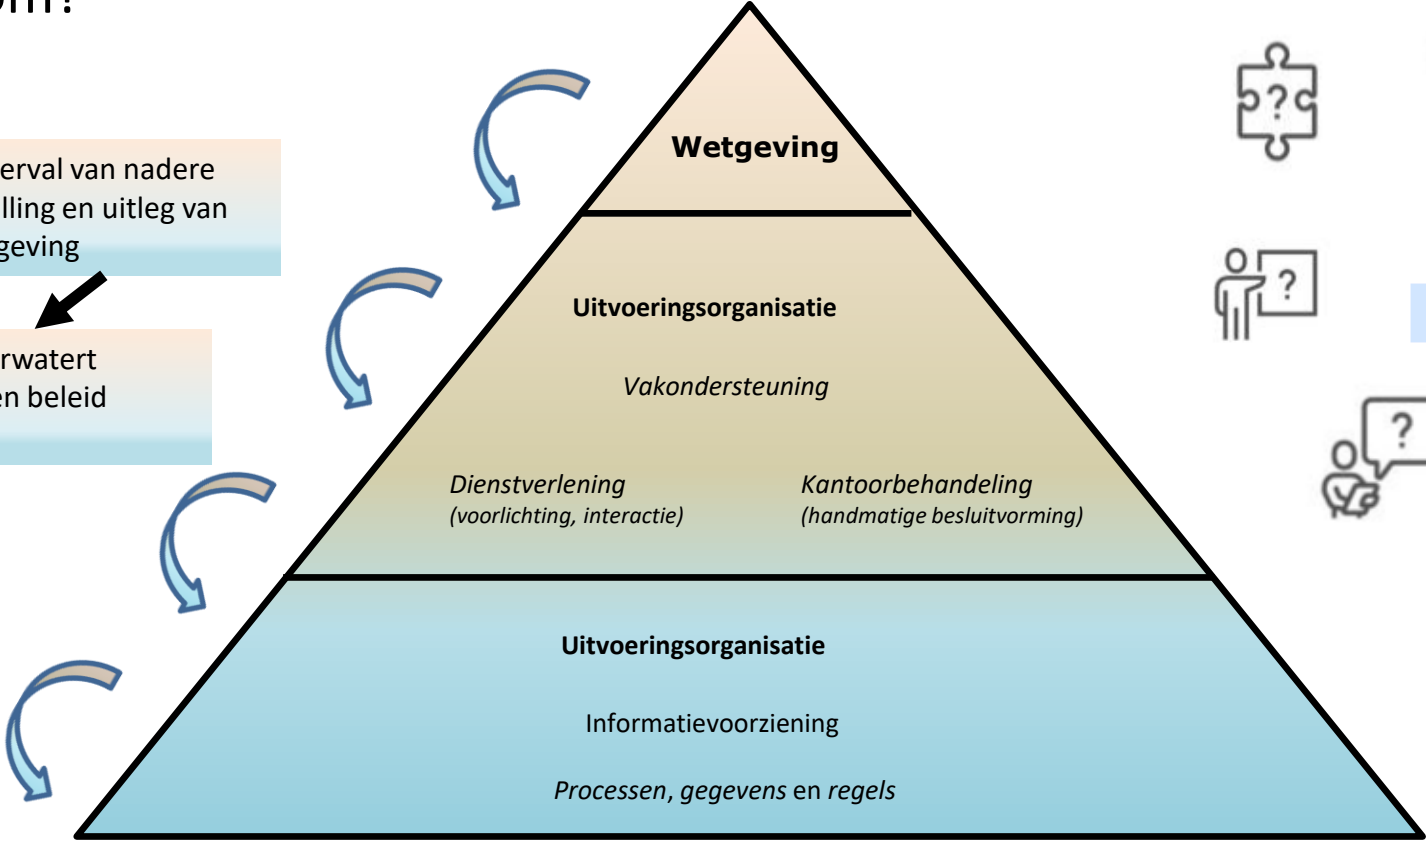 om?
erval van nadere
lling en uitleg van
geving
rwatert
en beleid
Wetgeving
Uitvoeringsorganisatie
Vakondersteuning
Dienstverlening
(voorlichting, interactie)
Kantoorbehandeling
(handmatige besluitvorming)
Uitvoeringsorganisatie
Informatievoorziening
Processen, gegevens en regels
?
?
?